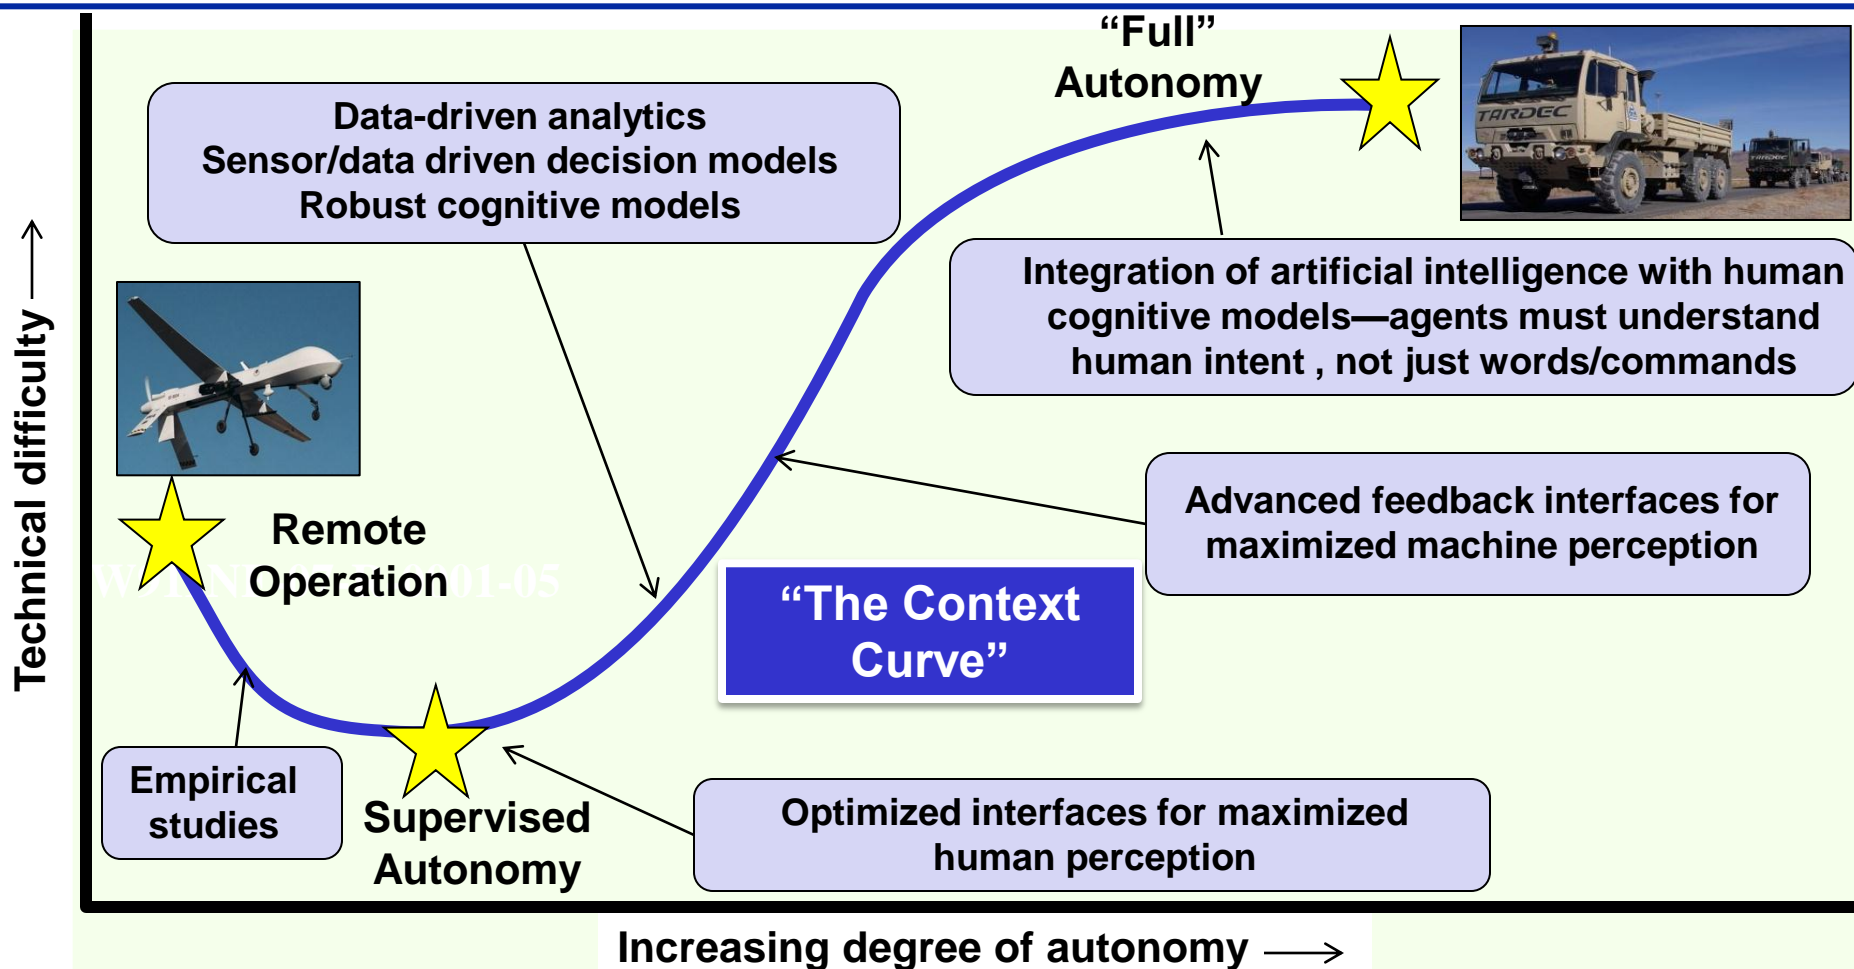 “Full”
Autonomy
TARDEC
TARDEC
Data-driven analytics
Sensor/data driven decision models
Robust cognitive models
Integration of artificial intelligence with human
cognitive models—agents must understand
human intent , not just words/commands
Technical difficulty
Remote
Operation
01-05
Advanced feedback interfaces for
maximized machine perception
“The Context
Curve”
Empirical
studies
Supervised
Autonomy
Optimized interfaces for maximized
human perception
Increasing degree of autonomy